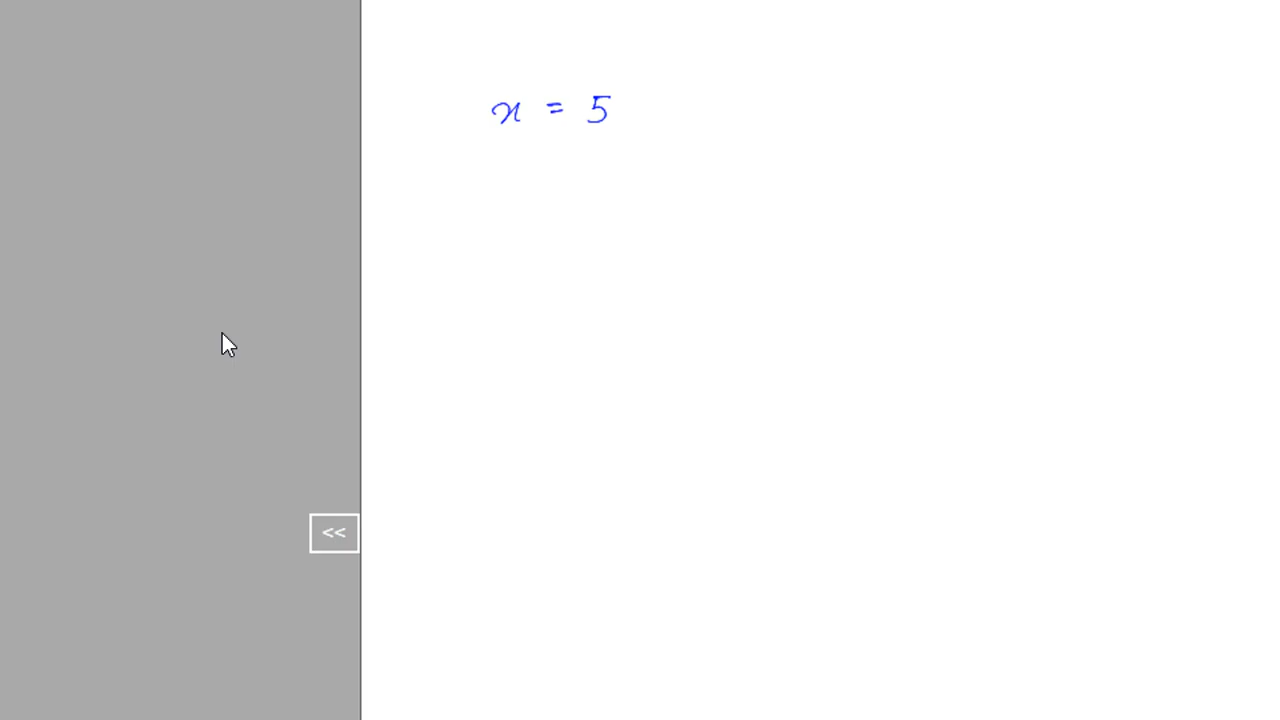 x = 5
<<